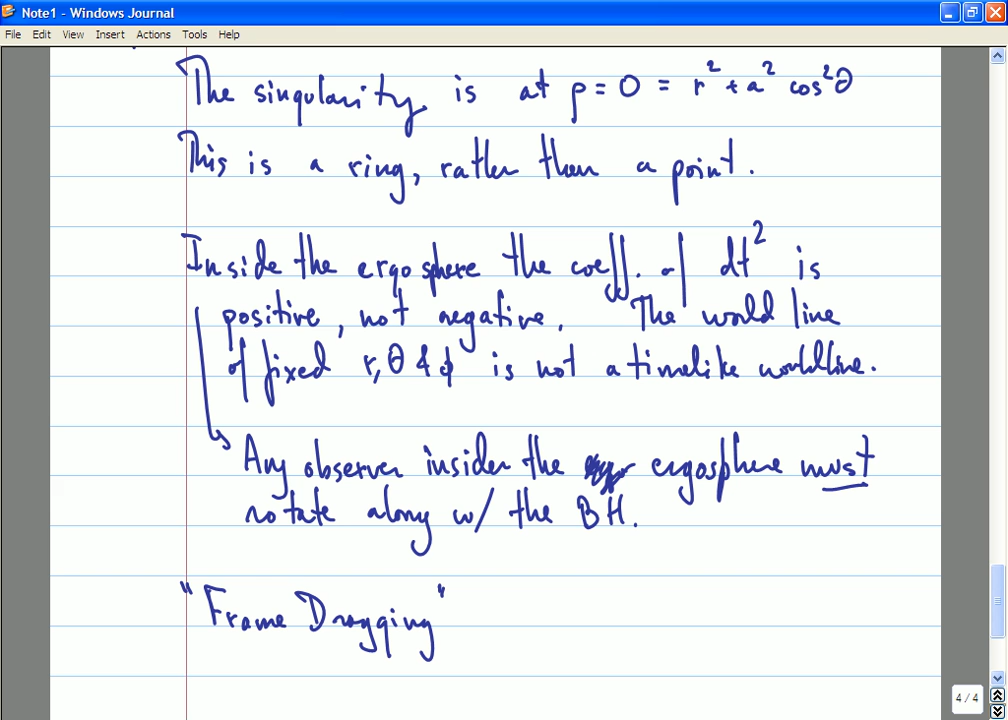 Note1 - Windows Journal
File Edit View Insert Actions Tools Help
The singularity is at ρ = 0 = r² + a² cos²θ
This is a ring, rather then a point.
Inside the ergosphere the coeff. of dt² is
positive, not negative. The world line
of fixed r, θ & ϕ is not a timelike worldline.
Any observer insider the ergosphere must
rotate along w/ the BH.
"Frame Dragging"
4 / 4